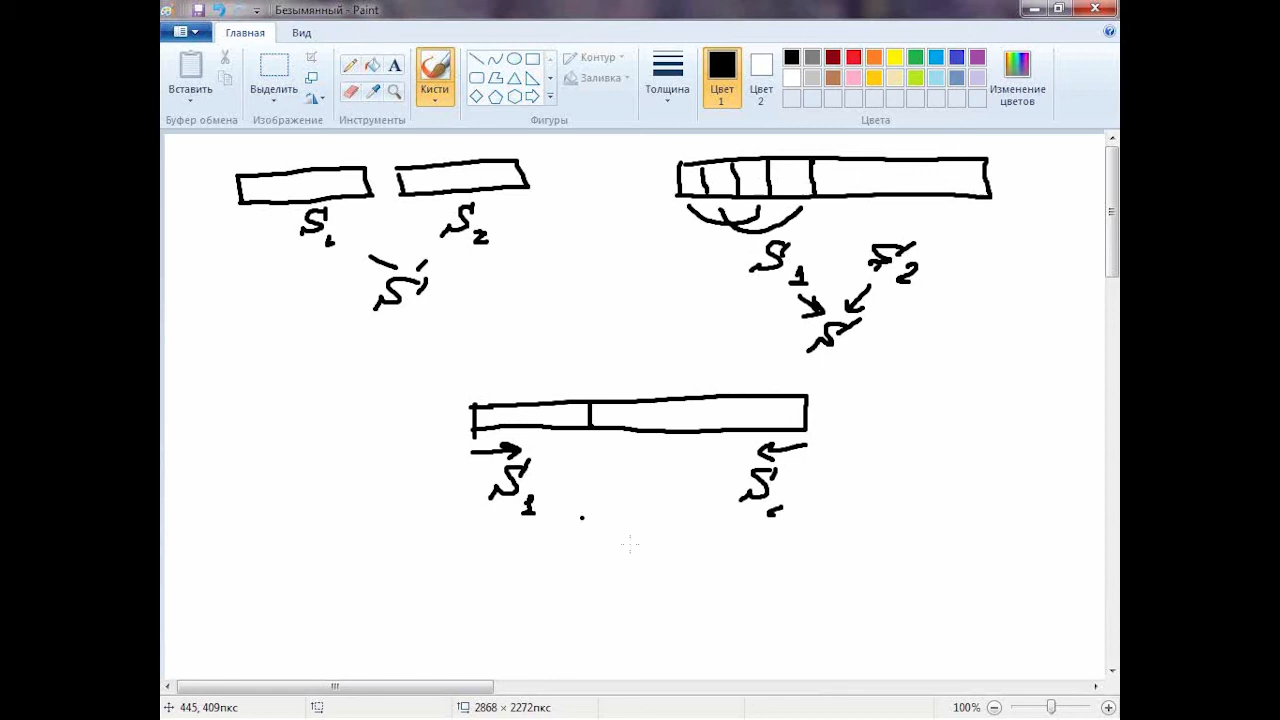 Безымянный - Paint
Главная Вид
Вставить Выделить Кисти Контур Заливка Толщина Цвет 1 Цвет 2 Изменение цветов
Буфер обмена Изображение Инструменты Фигуры Цвета
S1 S2
S
S1 S2
S
S1 S
445, 409пкс 2868 × 2272пкс 100%